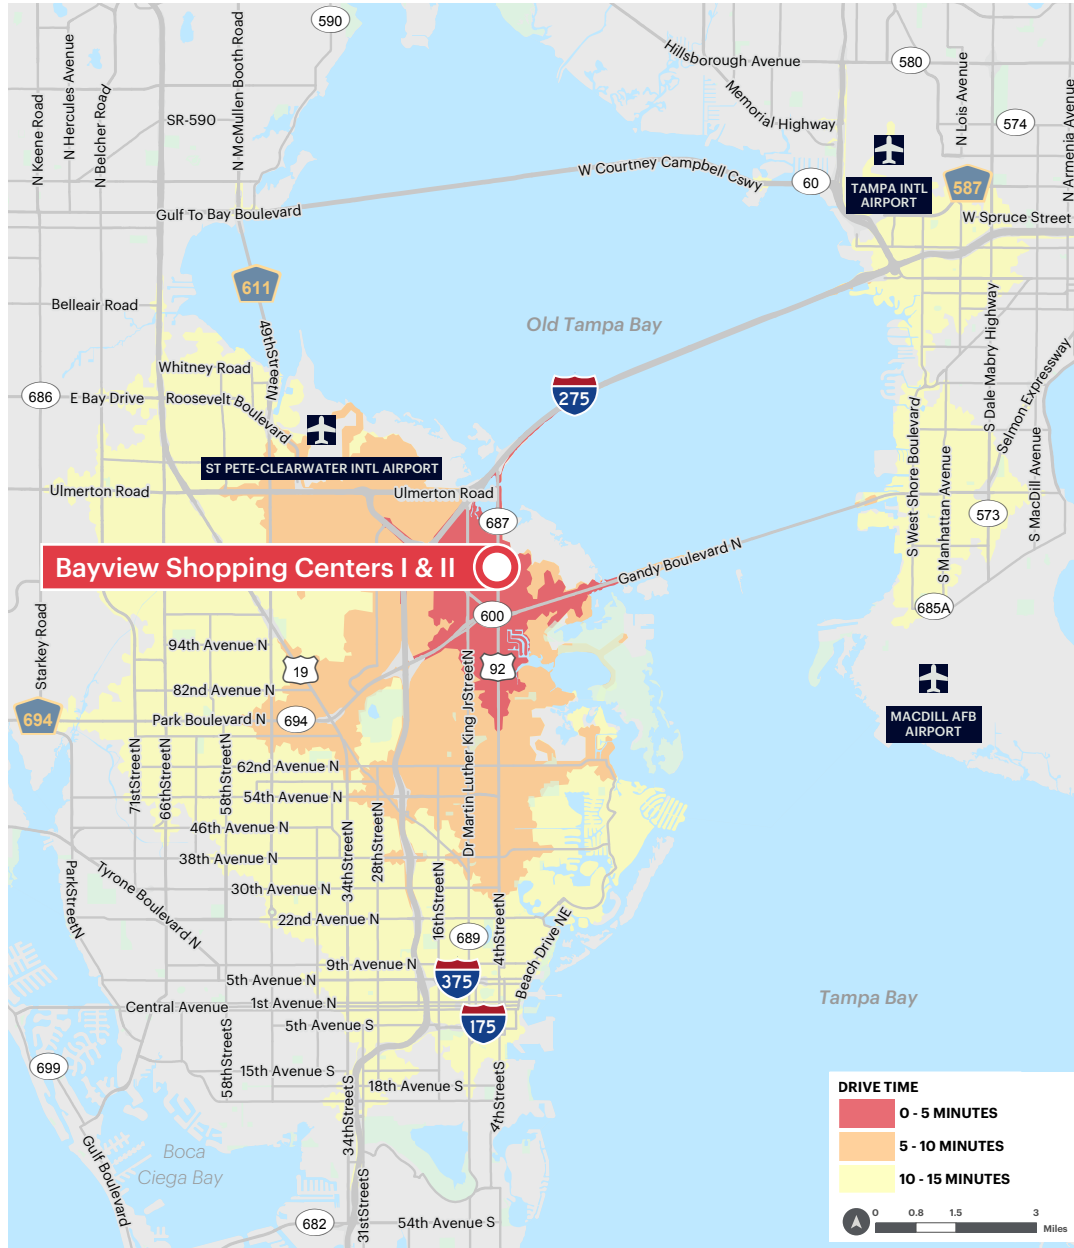 590
Hillsborough Avenue
580
N Keene Road
N Hercules Avenue
N Belcher Road
N McMullen Booth Road
SR-590
Memorial Highway
N Lois Avenue
574
N Armenia Avenue
W Courtney Campbell Cswy
60
TAMPA INTL
AIRPORT
587
Gulf To Bay Boulevard
W Spruce Street
611
Belleair Road
49thStreetN
Old Tampa Bay
S Dale Mabry Highway
Selmon Expressway
Whitney Road
686
E Bay Drive
Roosevelt Boulevard
275
S West Shore Boulevard
S Manhattan Avenue
S MacDill Avenue
ST PETE-CLEARWATER INTL AIRPORT
Ulmerton Road
Ulmerton Road
687
573
Bayview Shopping Centers I & II
Gandy Boulevard N
600
685A
Starkey Road
94th Avenue N
19
92
82nd Avenue N
694
Park Boulevard N
694
Dr Martin Luther King JrStreetN
MACDILL AFB
AIRPORT
71stStreetN
66thStreetN
58thStreetN
62nd Avenue N
54th Avenue N
46th Avenue N
34thStreetN
28thStreetN
38th Avenue N
ParkStreetN
Tyrone Boulevard N
30th Avenue N
16thStreetN
4thStreetN
22nd Avenue N
689
Beach Drive NE
9th Avenue N
375
5th Avenue N
Central Avenue
1st Avenue N
5th Avenue S
175
Tampa Bay
58thStreetS
699
15th Avenue S
18th Avenue S
34thStreetS
4thStreetS
Gulf Boulevard
Boca
Ciega Bay
31stStreetS
682
54th Avenue S
DRIVE TIME
0 - 5 MINUTES
5 - 10 MINUTES
10 - 15 MINUTES
0 0.8 1.5 3
Miles